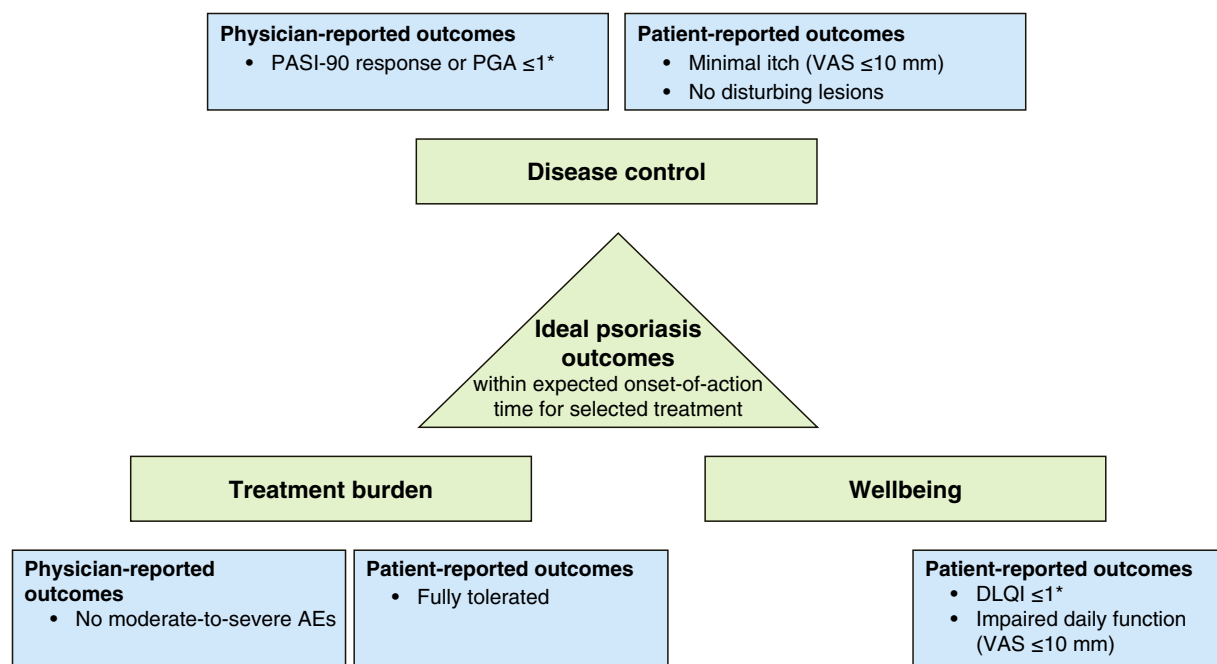 Physician-reported outcomes
• PASI-90 response or PGA ≤1*
Patient-reported outcomes
• Minimal itch (VAS ≤10 mm)
• No disturbing lesions
Disease control
Ideal psoriasis
outcomes
within expected onset-of-action
time for selected treatment
Treatment burden
Wellbeing
Physician-reported
outcomes
• No moderate-to-severe AEs
Patient-reported outcomes
• Fully tolerated
Patient-reported outcomes
• DLQI ≤1*
• Impaired daily function
(VAS ≤10 mm)